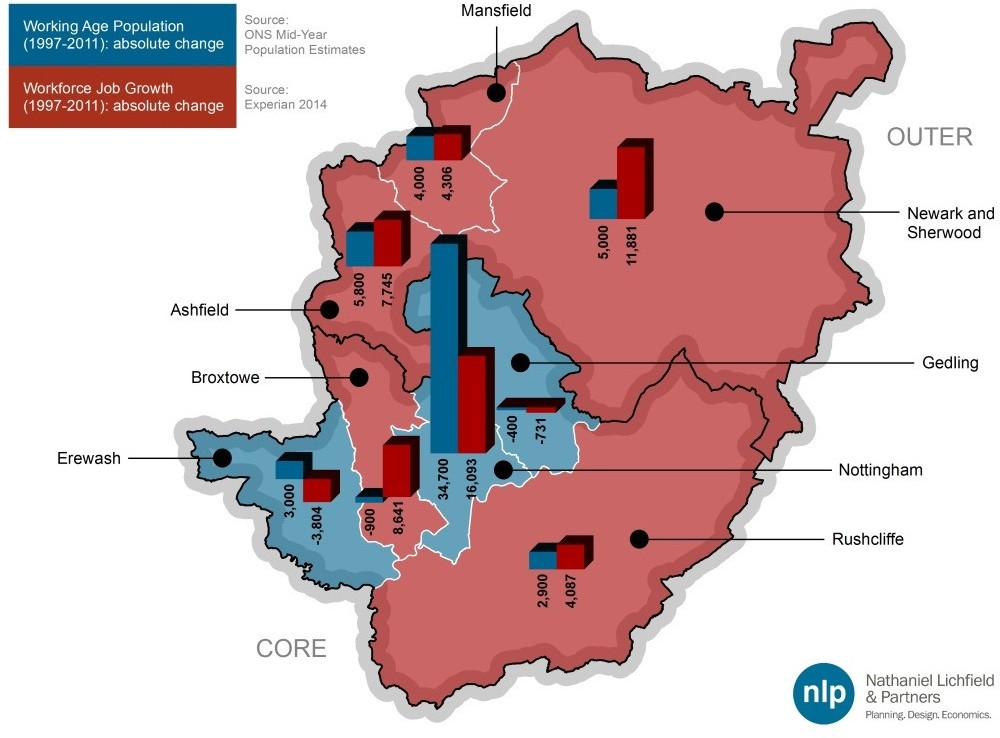 Working Age Population
(1997-2011): absolute change
Source:
ONS Mid-Year
Population Estimates
Workforce Job Growth
(1997-2011): absolute change
Source:
Experian 2014
Mansfield
OUTER
4,000
4,306
5,000
11,881
Newark and
Sherwood
5,800
7,745
Ashfield
Gedling
Broxtowe
-400
-731
Erewash
Nottingham
3,000
-3,804
-900
8,641
34,700
16,093
Rushcliffe
2,900
4,087
CORE
nlp
Nathaniel Lichfield
& Partners
Planning. Design. Economics.